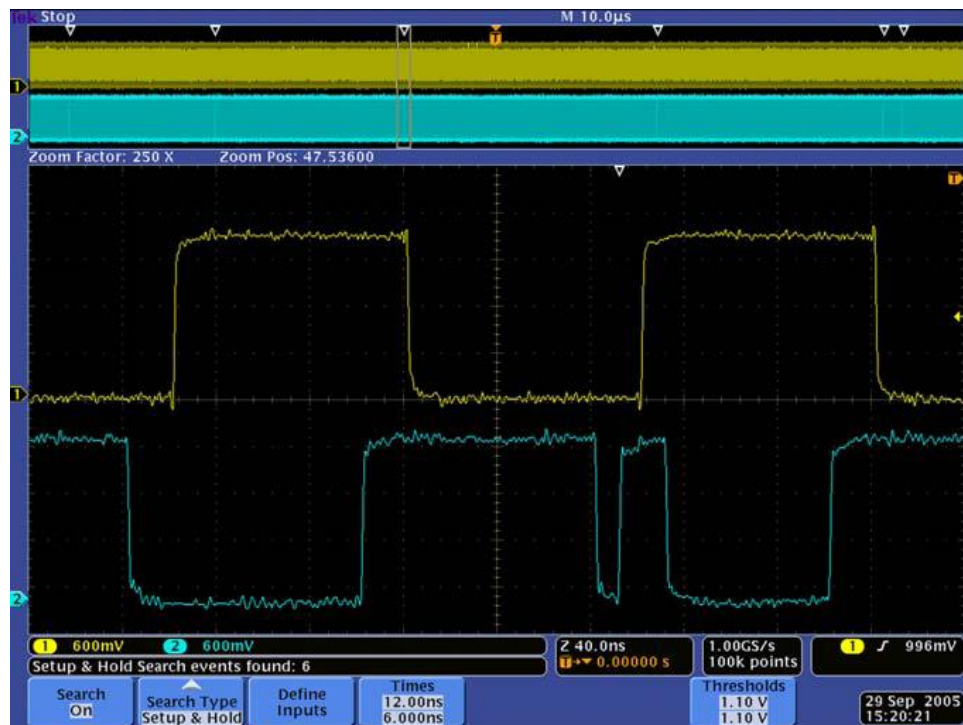 Tek Stop M 10.0µs
T
1
2
Zoom Factor: 250 X Zoom Pos: 47.53600
T
1
2
1 600mV 2 600mV
Z 40.0ns
T→▼ 0.00000 s
1.00GS/s
100k points
1 ∫ 996mV
Setup & Hold Search events found: 6
Search
On
Search Type
Setup & Hold
Define
Inputs
Times
12.00ns
6.000ns
Thresholds
1.10 V
1.10 V
29 Sep 2005
15:20:21